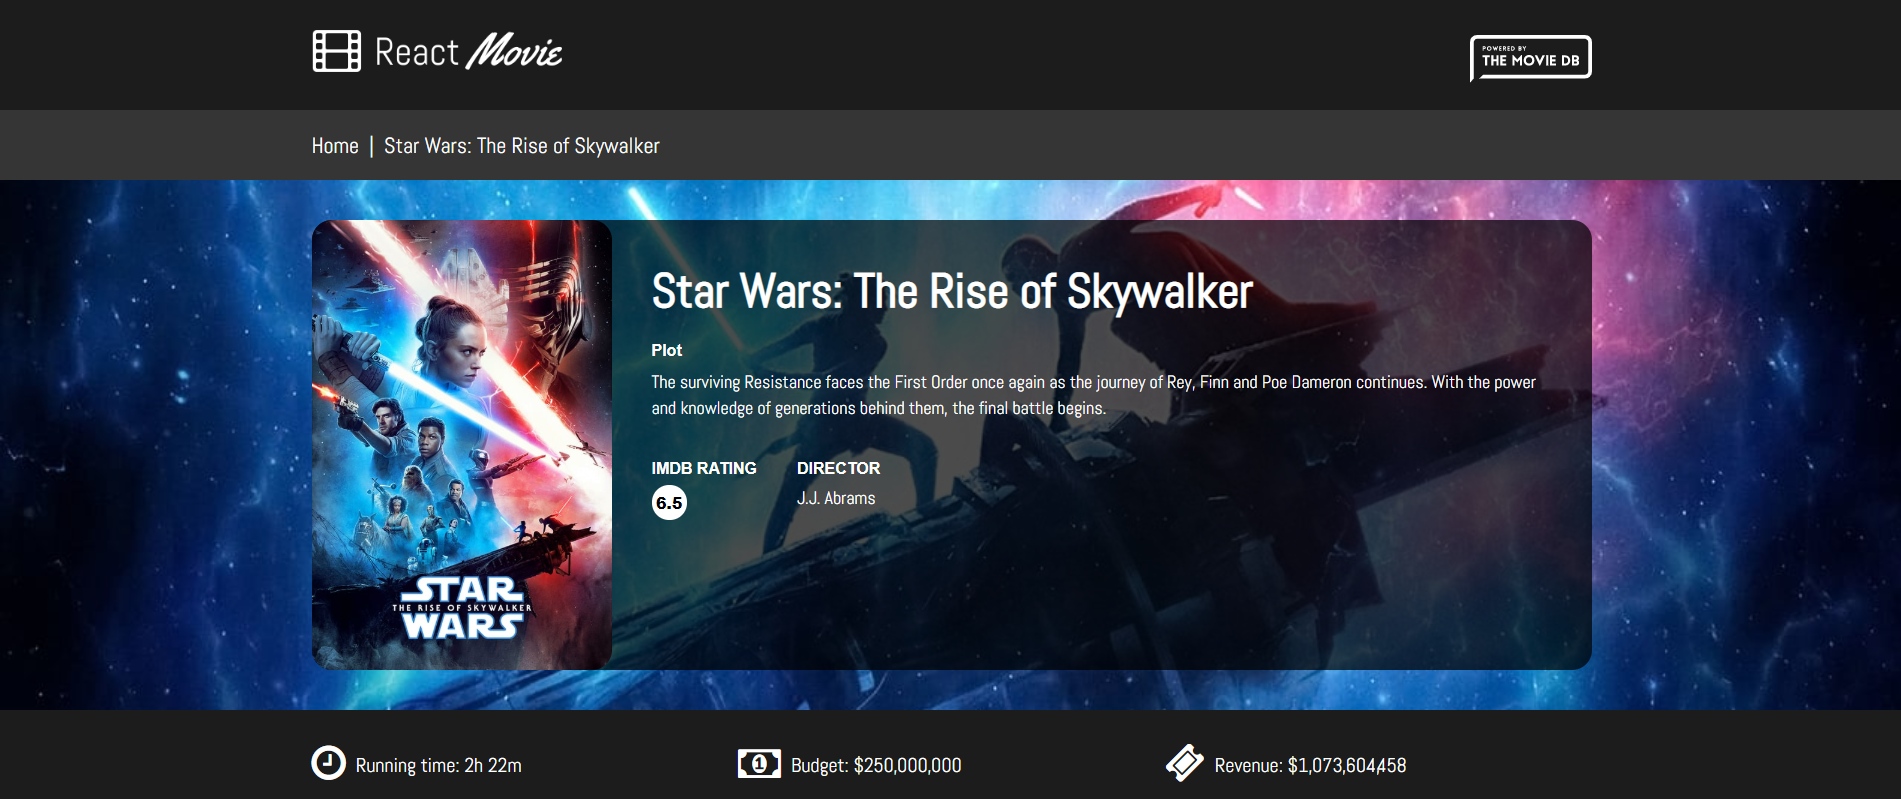 React Movie
POWERED BY
THE MOVIE DB
Home | Star Wars: The Rise of Skywalker
Star Wars: The Rise of Skywalker
Plot
The surviving Resistance faces the First Order once again as the journey of Rey, Finn and Poe Dameron continues. With the power
and knowledge of generations behind them, the final battle begins.
IMDB RATING
DIRECTOR
6.5
J.J. Abrams
STAR
THE RISE OF SKYWALKER
WARS
Running time: 2h 22m
1
Budget: $250,000,000
Revenue: $1,073,604,458